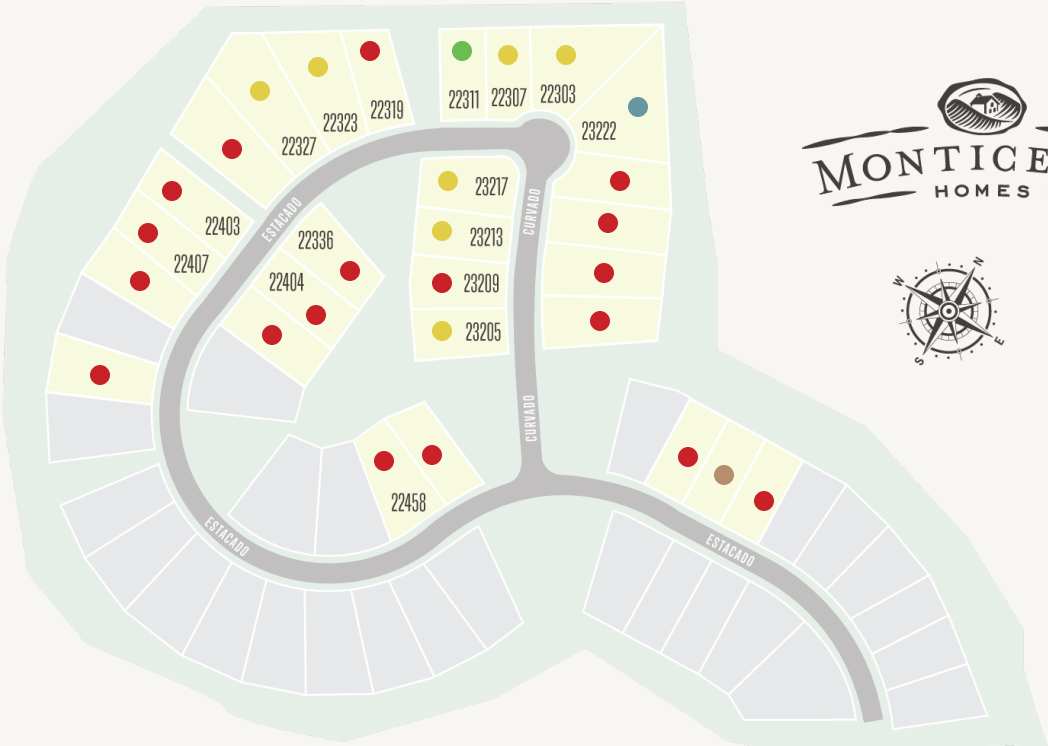 22311
22307
22303
22319
22323
22327
23222
MONTICE
HOMES
23217
23213
23209
23205
CURVADO
CURVADO
22403
22407
ESTACADO
22336
22404
N
W
E
S
22458
ESTACADO
ESTACADO